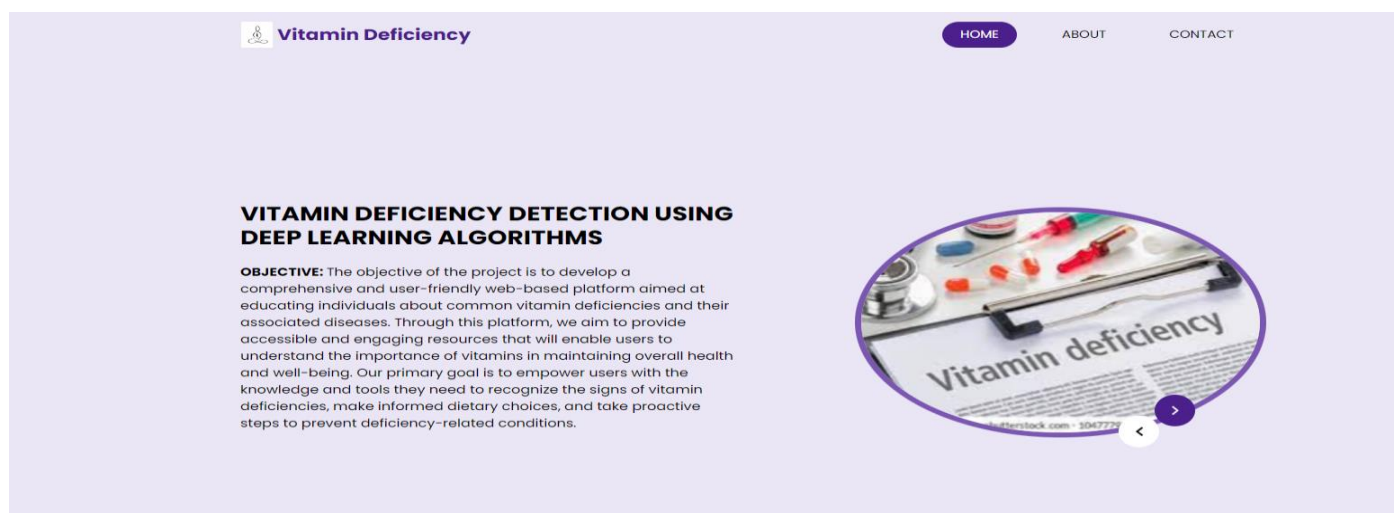 Vitamin Deficiency
HOME
ABOUT
CONTACT
VITAMIN DEFICIENCY DETECTION USING
DEEP LEARNING ALGORITHMS
OBJECTIVE: The objective of the project is to develop a
comprehensive and user-friendly web-based platform aimed at
educating individuals about common vitamin deficiencies and their
associated diseases. Through this platform, we aim to provide
accessible and engaging resources that will enable users to
understand the importance of vitamins in maintaining overall health
and well-being. Our primary goal is to empower users with the
knowledge and tools they need to recognize the signs of vitamin
deficiencies, make informed dietary choices, and take proactive
steps to prevent deficiency-related conditions.
Vitamin deficiency